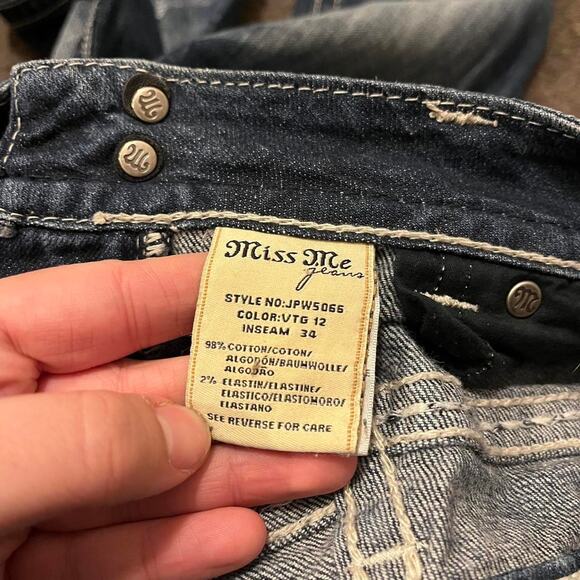 Miss Me
jeans
STYLE NO:JPW5066
COLOR:VTG 12
INSEAM 34
98% COTTON/COTON/
ALGODÓN/BAUMWOLLE/
ALGOJAO
2% ELASTIN/ELASTINE/
ELASTICO/ELASTOMORO/
ELASTANO
SEE REVERSE FOR CARE
M
M
M